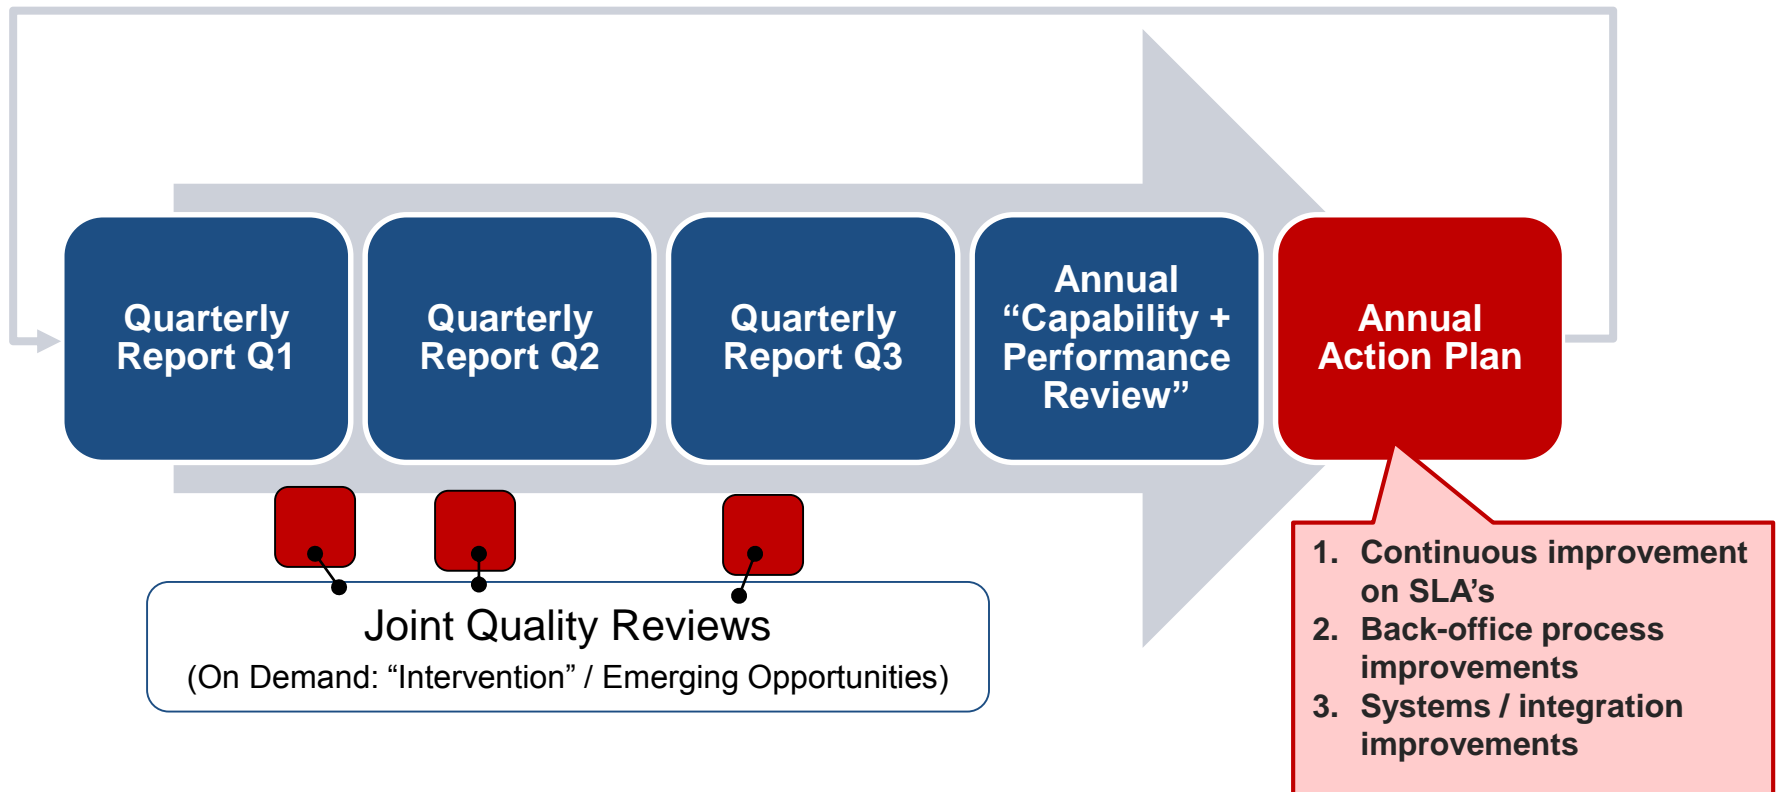 Quarterly
Report Q1
Quarterly
Report Q2
Quarterly
Report Q3
Annual
“Capability +
Performance
Review”
Annual
Action Plan
Joint Quality Reviews
(On Demand: “Intervention” / Emerging Opportunities)
1. Continuous improvement
on SLA’s
2. Back-office process
improvements
3. Systems / integration
improvements